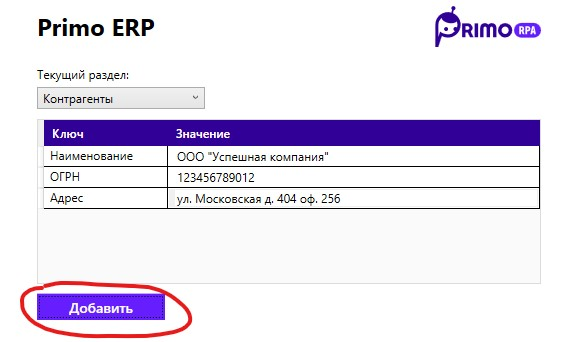 Primo ERP
PRIMO RPA
Текущий раздел:
Контрагенты
Ключ Значение
Наименование ООО "Успешная компания"
ОГРН 123456789012
Адрес ул. Московская д. 404 оф. 256
Добавить